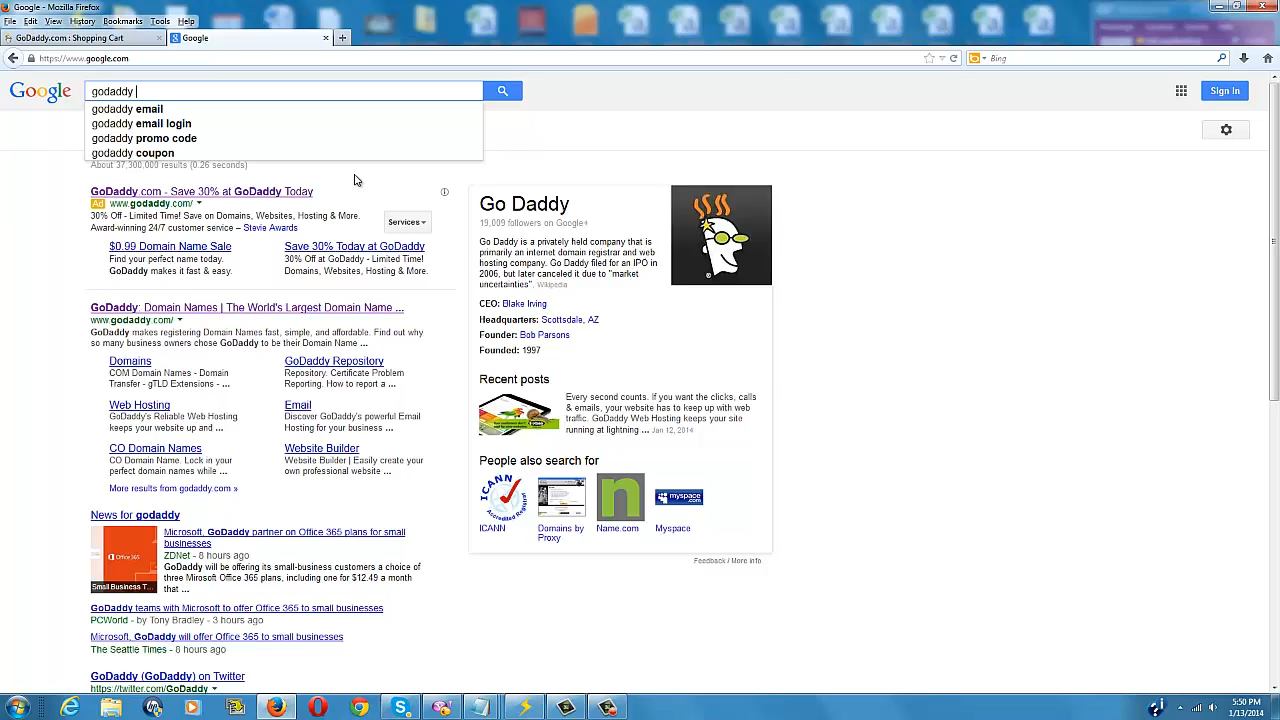 Google - Mozilla Firefox
File Edit View History Bookmarks Tools Help
GoDaddy.com : Shopping Cart
Google
https://www.google.com
Bing
Google
godaddy
Sign In
godaddy email
godaddy email login
godaddy promo code
godaddy coupon
About 37,300,000 results (0.26 seconds)
GoDaddy.com - Save 30% at GoDaddy Today
Ad www.godaddy.com/
30% Off - Limited Time! Save on Domains, Websites, Hosting & More.
Award-winning 24/7 customer service – Stevie Awards
Services
$0.99 Domain Name Sale
Find your perfect name today.
GoDaddy makes it fast & easy.
Save 30% Today at GoDaddy
30% Off at GoDaddy - Limited Time!
Domains, Websites, Hosting & More.
GoDaddy: Domain Names | The World's Largest Domain Name ...
www.godaddy.com/
GoDaddy makes registering Domain Names fast, simple, and affordable. Find out why
so many business owners chose GoDaddy to be their Domain Name ...
Domains
COM Domain Names - Domain
Transfer - gTLD Extensions - ...
GoDaddy Repository
Repository. Certificate Problem
Reporting. How to report a ...
Web Hosting
GoDaddy's Reliable Web Hosting
keeps your website up and ...
Email
Discover GoDaddy's powerful Email
Hosting for your business ...
CO Domain Names
CO Domain Name. Lock in your
perfect domain names while ...
Website Builder
Website Builder | Easily create your
own professional website ...
More results from godaddy.com »
News for godaddy
Microsoft, GoDaddy partner on Office 365 plans for small
businesses
ZDNet - 8 hours ago
GoDaddy will be offering its small-business customers a choice of
three Mirosoft Office 365 plans, including one for $12.49 a month
that ...
Office 365
Small Business T...
GoDaddy teams with Microsoft to offer Office 365 to small businesses
PCWorld - by Tony Bradley - 3 hours ago
Microsoft, GoDaddy will offer Office 365 to small businesses
The Seattle Times - 8 hours ago
GoDaddy (GoDaddy) on Twitter
https://twitter.com/GoDaddy
Go Daddy
19,009 followers on Google+
Go Daddy is a privately held company that is
primarily an internet domain registrar and web
hosting company. Go Daddy filed for an IPO in
2006, but later canceled it due to "market
uncertainties". Wikipedia
CEO: Blake Irving
Headquarters: Scottsdale, AZ
Founder: Bob Parsons
Founded: 1997
Recent posts
Every second counts. If you want the clicks, calls
& emails, your website has to keep up with web
traffic. GoDaddy Web Hosting keeps your site
running at lightning ... Jan 12, 2014
People also search for
ICANN
Accredited Registrar
n
myspace.com
ICANN
Domains by
Proxy
Name.com
Myspace
Feedback / More info
5:50 PM
1/13/2014